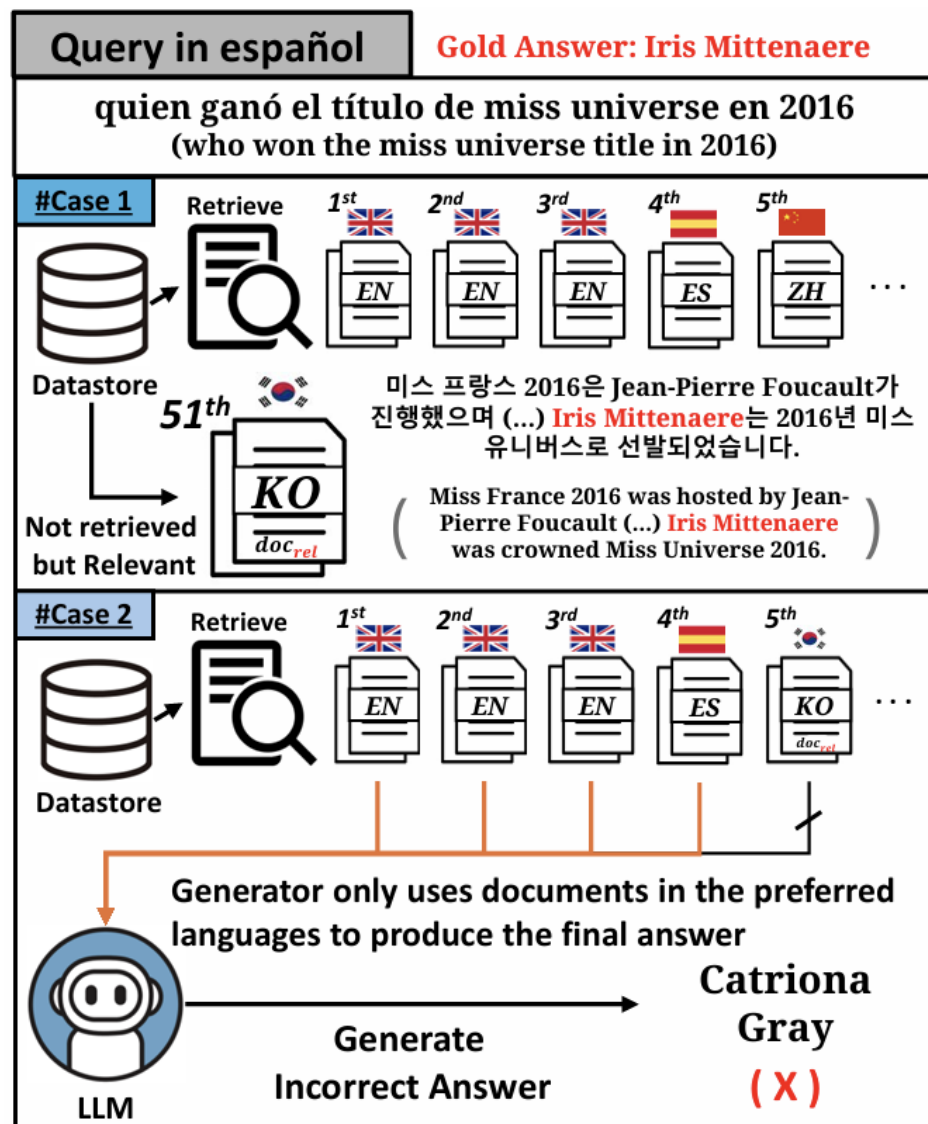 Query in español
Gold Answer: Iris Mittenaere
quien ganó el título de miss universe en 2016
(who won the miss universe title in 2016)
#Case 1
Retrieve
1st
2nd
3rd
4th
5th
EN
EN
EN
ES
ZH
...
Datastore
51th
KO
docrel
Not retrieved
but Relevant
미스 프랑스 2016은 Jean-Pierre Foucault가
진행했으며 (...) Iris Mittenaere는 2016년 미스
유니버스로 선발되었습니다.
( Miss France 2016 was hosted by Jean-
Pierre Foucault (...) Iris Mittenaere
was crowned Miss Universe 2016. )
#Case 2
Retrieve
1st
2nd
3rd
4th
5th
EN
EN
EN
ES
KO
docrel
...
Datastore
Generator only uses documents in the preferred
languages to produce the final answer
LLM
Generate
Incorrect Answer
Catriona
Gray
( X )